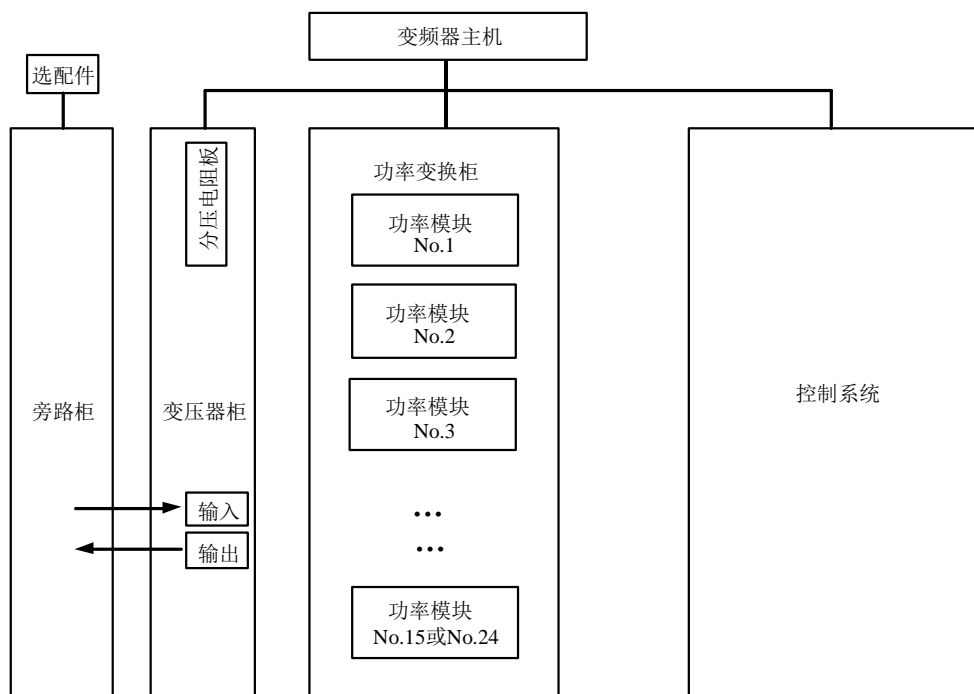 变频器主机
选配件
分压电阻板
功率变换柜
功率模块
No.1
功率模块
No.2
功率模块
No.3
旁路柜
变压器柜
控制系统
输入
...
输出
...
功率模块
No.15或No.24